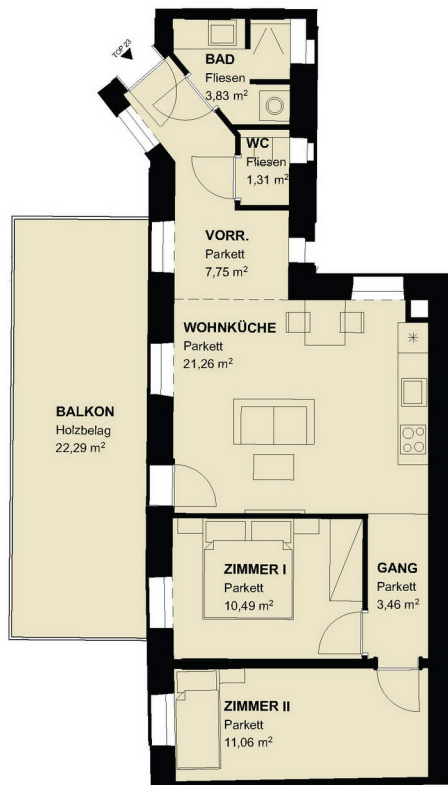 TOP 23
BAD
Fliesen
3,83 m²
WC
Fliesen
1,31 m²
VORR.
Parkett
7,75 m²
WOHNKÜCHE
Parkett
21,26 m²
BALKON
Holzbelag
22,29 m²
ZIMMER I
Parkett
10,49 m²
GANG
Parkett
3,46 m²
ZIMMER II
Parkett
11,06 m²